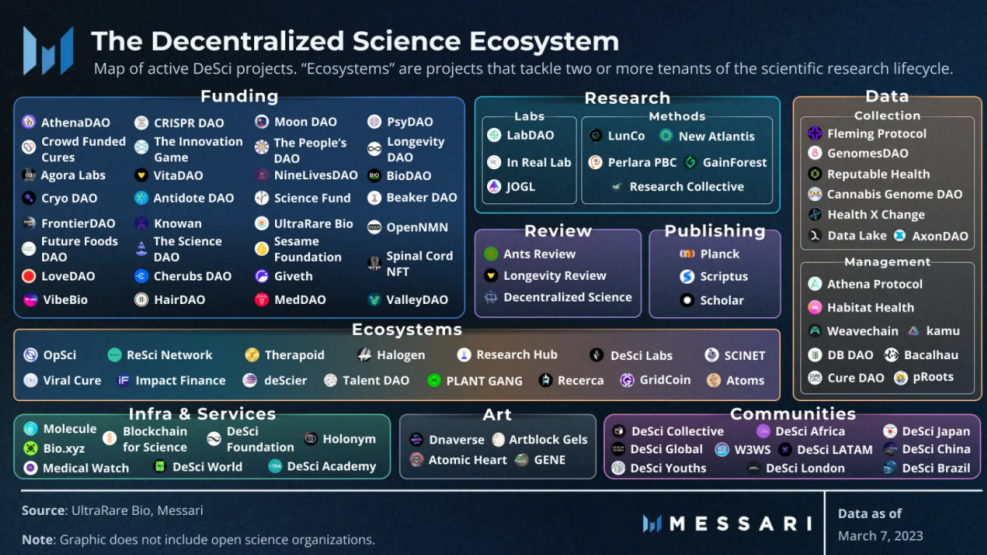 The Decentralized Science Ecosystem
Map of active DeSci projects. “Ecosystems” are projects that tackle two or more tenants of the scientific research lifecycle.
Funding
AthenaDAO
CRISPR DAO
Moon DAO
PsyDAO
Crowd Funded
Cures
The Innovation
Game
The People's
DAO
Longevity
DAO
Agora Labs
VitaDAO
NineLivesDAO
BioDAO
Cryo DAO
Antidote DAO
Science Fund
Beaker DAO
FrontierDAO
Knowan
UltraRare Bio
OpenNMN
Future Foods
DAO
The Science
DAO
Sesame
Foundation
Spinal Cord
NFT
LoveDAO
Cherubs DAO
Giveth
VibeBio
HairDAO
MedDAO
ValleyDAO
Research
Labs
LabDAO
In Real Lab
JOGL
Methods
LunCo
New Atlantis
Perlara PBC
GainForest
Research Collective
Review
Ants Review
Longevity Review
Decentralized Science
Publishing
Planck
Scriptus
Scholar
Data
Collection
Fleming Protocol
GenomesDAO
Reputable Health
Cannabis Genome DAO
Health X Change
Data Lake
AxonDAO
Management
Athena Protocol
Habitat Health
Weavechain
kamu
DB DAO
Bacalhau
Cure DAO
pRoots
Ecosystems
OpSci
ReSci Network
Therapoid
Halogen
Research Hub
DeSci Labs
SCINET
Viral Cure
Impact Finance
deScier
Talent DAO
PLANT GANG
Recerca
GridCoin
Atoms
Infra & Services
Molecule
Blockchain
for Science
DeSci
Foundation
Holonym
Bio.xyz
Medical Watch
DeSci World
DeSci Academy
Art
Dnaverse
Artblock Gels
Atomic Heart
GENE
Communities
DeSci Collective
DeSci Africa
DeSci Japan
DeSci Global
W3WS
DeSci LATAM
DeSci China
DeSci Youths
DeSci London
DeSci Brazil
Source: UltraRare Bio, Messari
Note: Graphic does not include open science organizations.
MESSARI
Data as of
March 7, 2023